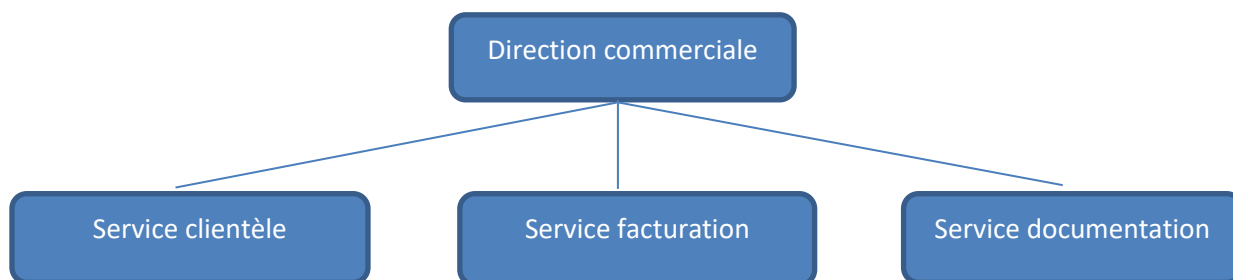 Direction commerciale
Service clientèle
Service facturation
Service documentation